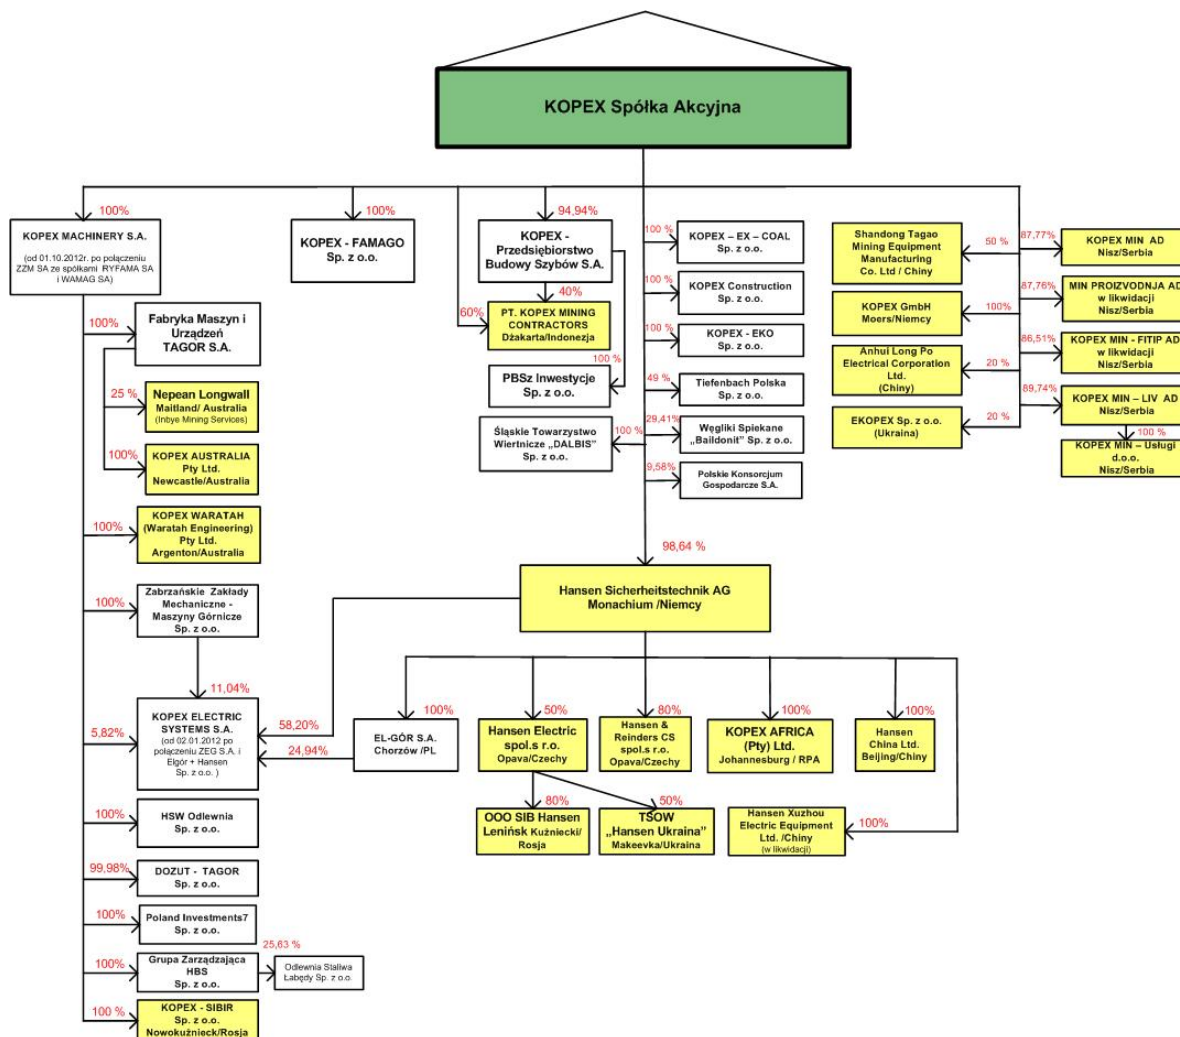 KOPEX Spółka Akcyjna
100%
KOPEX MACHINERY S.A.
(od 01.10.2012r. po połączeniu
ZZM SA ze spółkami RYFAMA SA
i WAMAG SA)
100%
KOPEX - FAMAGO
Sp. z o.o.
94,94%
KOPEX -
Przedsiębiorstwo
Budowy Szybów S.A.
40%
60%
PT. KOPEX MINING
CONTRACTORS
Dżakarta/Indonezja
100 %
PBSz Inwestycje
Sp. z o.o.
100 %
Śląskie Towarzystwo
Wiertnicze „DALBIS”
Sp. z o.o.
100 %
KOPEX – EX – COAL
Sp. z o.o.
100 %
KOPEX Construction
Sp. z o.o.
100 %
KOPEX - EKO
Sp. z o.o.
49 %
Tiefenbach Polska
Sp. z o.o.
29,41%
Węgliki Spiekane
„Baildonit” Sp. z o.o.
9,58%
Polskie Konsorcjum
Gospodarcze S.A.
Shandong Tagao
Mining Equipment
Manufacturing
Co. Ltd / Chiny
50 %
KOPEX GmbH
Moers/Niemcy
100%
Anhui Long Po
Electrical Corporation
Ltd.
(Chiny)
20 %
EKOPEX Sp. z o.o.
(Ukraina)
20 %
87,77%
KOPEX MIN AD
Nisz/Serbia
87,76%
MIN PROIZVODNJA AD
w likwidacji
Nisz/Serbia
86,51%
KOPEX MIN - FITIP AD
w likwidacji
Nisz/Serbia
89,74%
KOPEX MIN – LIV AD
Nisz/Serbia
100 %
KOPEX MIN – Usługi
d.o.o.
Nisz/Serbia
100%
Fabryka Maszyn i
Urządzeń
TAGOR S.A.
25 %
Nepean Longwall
Maitland/ Australia
(Inbye Mining Services)
100%
KOPEX AUSTRALIA
Pty Ltd.
Newcastle/Australia
100%
KOPEX WARATAH
(Waratah Engineering)
Pty Ltd.
Argenton/Australia
100%
Zabrzańskie Zakłady
Mechaniczne -
Maszyny Górnicze
Sp. z o.o.
11,04%
5,82%
KOPEX ELECTRIC
SYSTEMS S.A.
(od 02.01.2012 po
połączeniu ZEG S.A. i
Elgór + Hansen
Sp. z o.o. )
58,20%
24,94%
98,64 %
Hansen Sicherheitstechnik AG
Monachium /Niemcy
100%
EL-GÓR S.A.
Chorzów /PL
50%
Hansen Electric
spol.s r.o.
Opava/Czechy
80%
Hansen &
Reinders CS
spol.s r.o.
Opava/Czechy
100%
KOPEX AFRICA
(Pty) Ltd.
Johannesburg / RPA
100%
Hansen
China Ltd.
Beijing/Chiny
80%
OOO SIB Hansen
Lenińsk Kuźniecki/
Rosja
50%
TSOW
„Hansen Ukraina”
Makeevka/Ukraina
Hansen Xuzhou
Electric Equipment
Ltd. /Chiny
(w likwidacji)
100%
100%
HSW Odlewnia
Sp. z o.o.
99,98%
DOZUT - TAGOR
Sp. z o.o.
100%
Poland Investments7
Sp. z o.o.
100%
Grupa Zarządzająca
HBS
Sp. z o.o.
25,63 %
Odlewnia Staliwa
Łabędy Sp. z o.o.
100 %
KOPEX - SIBIR
Sp. z o.o.
Nowokuźnieck/Rosja